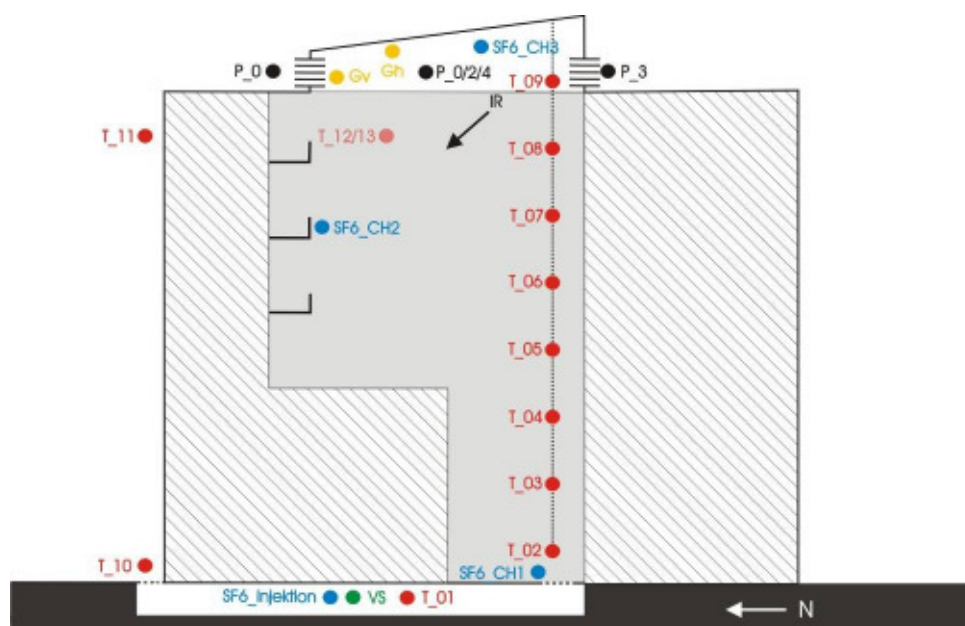 SF6_CH3
P_0
Gv
Gh
P_0/2/4
T_09
P_3
IR
T_11
T_12/13
T_08
T_07
SF6_CH2
T_06
T_05
T_04
T_03
T_02
T_10
SF6_CH1
SF6_Injektion
VS
T_01
N